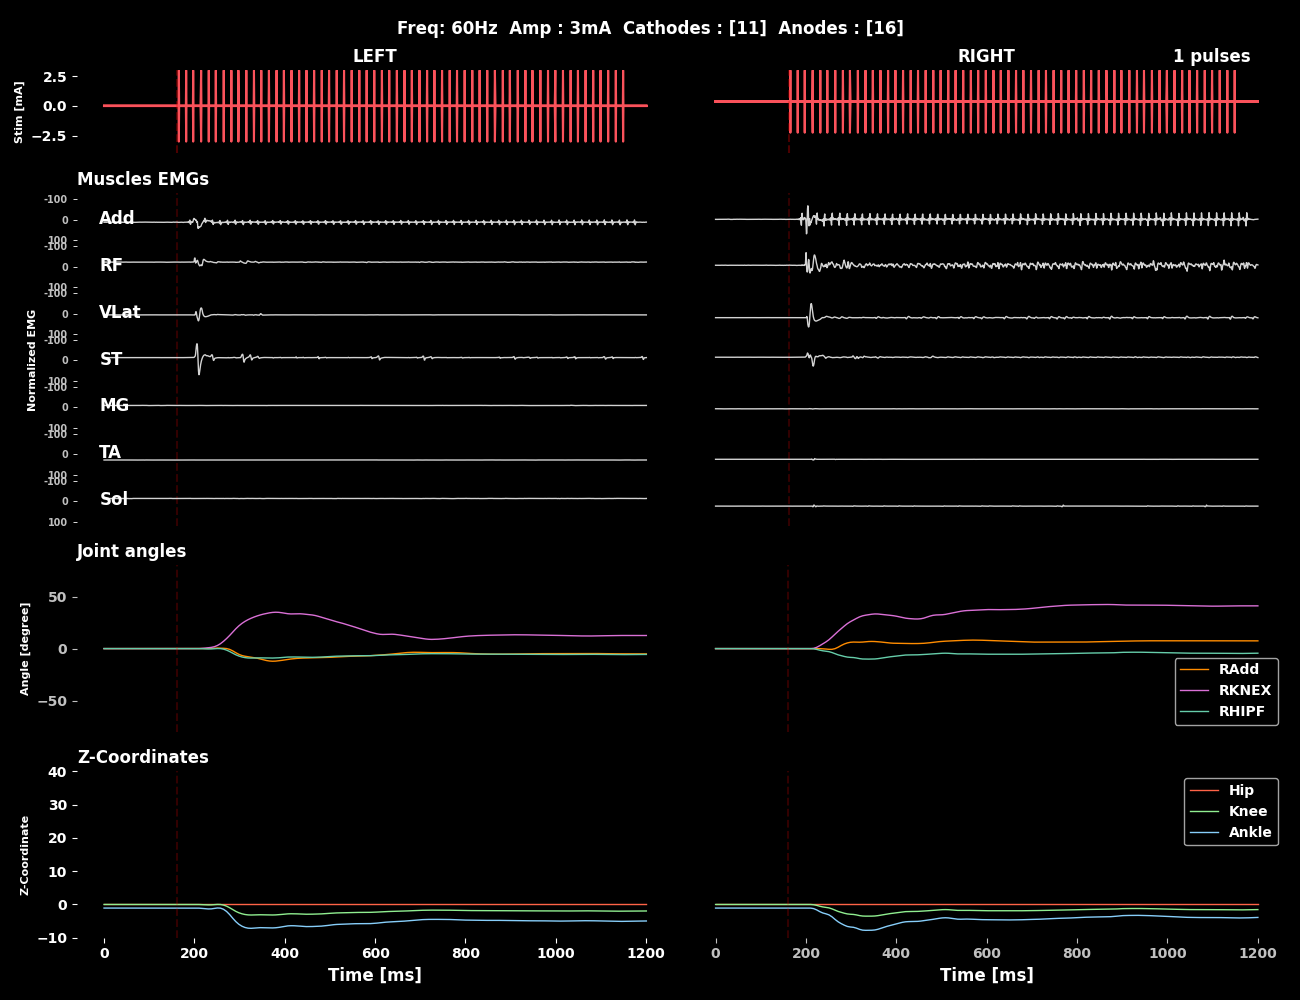 Freq: 60Hz  Amp : 3mA  Cathodes : [11]  Anodes : [16]
LEFT
RIGHT
1 pulses
Stim [mA]
2.5
0.0
−2.5
Muscles EMGs
Normalized EMG
-100
0
100
Add
-100
0
100
RF
-100
0
100
VLat
-100
0
100
ST
-100
0
100
MG
-100
0
100
TA
-100
0
100
Sol
Joint angles
Angle [degree]
50
0
−50
RAdd
RKNEX
RHIPF
Z-Coordinates
Z-Coordinate
40
30
20
10
0
−10
Hip
Knee
Ankle
0 200 400 600 800 1000 1200
0 200 400 600 800 1000 1200
Time [ms]
Time [ms]